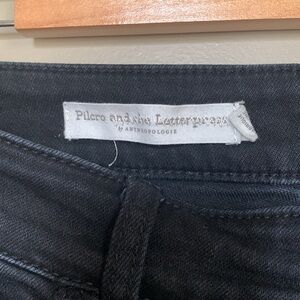 Pilcro and the Letterpress
by ANTHROPOLOGIE